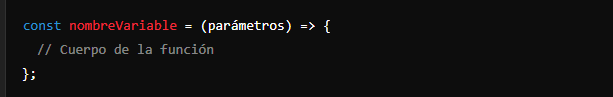 const nombreVariable = (parámetros) => {
// Cuerpo de la función
};